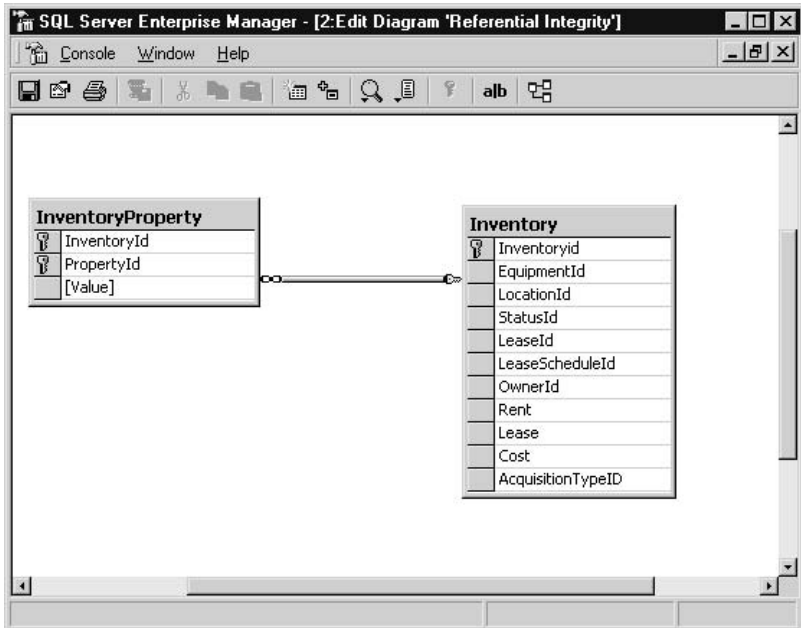 SQL Server Enterprise Manager - [2:Edit Diagram 'Referential Integrity']
Console Window Help
a|b
InventoryProperty
InventoryId
PropertyId
[Value]
Inventory
Inventoryid
EquipmentId
LocationId
StatusId
LeaseId
LeaseScheduleId
OwnerId
Rent
Lease
Cost
AcquisitionTypeID